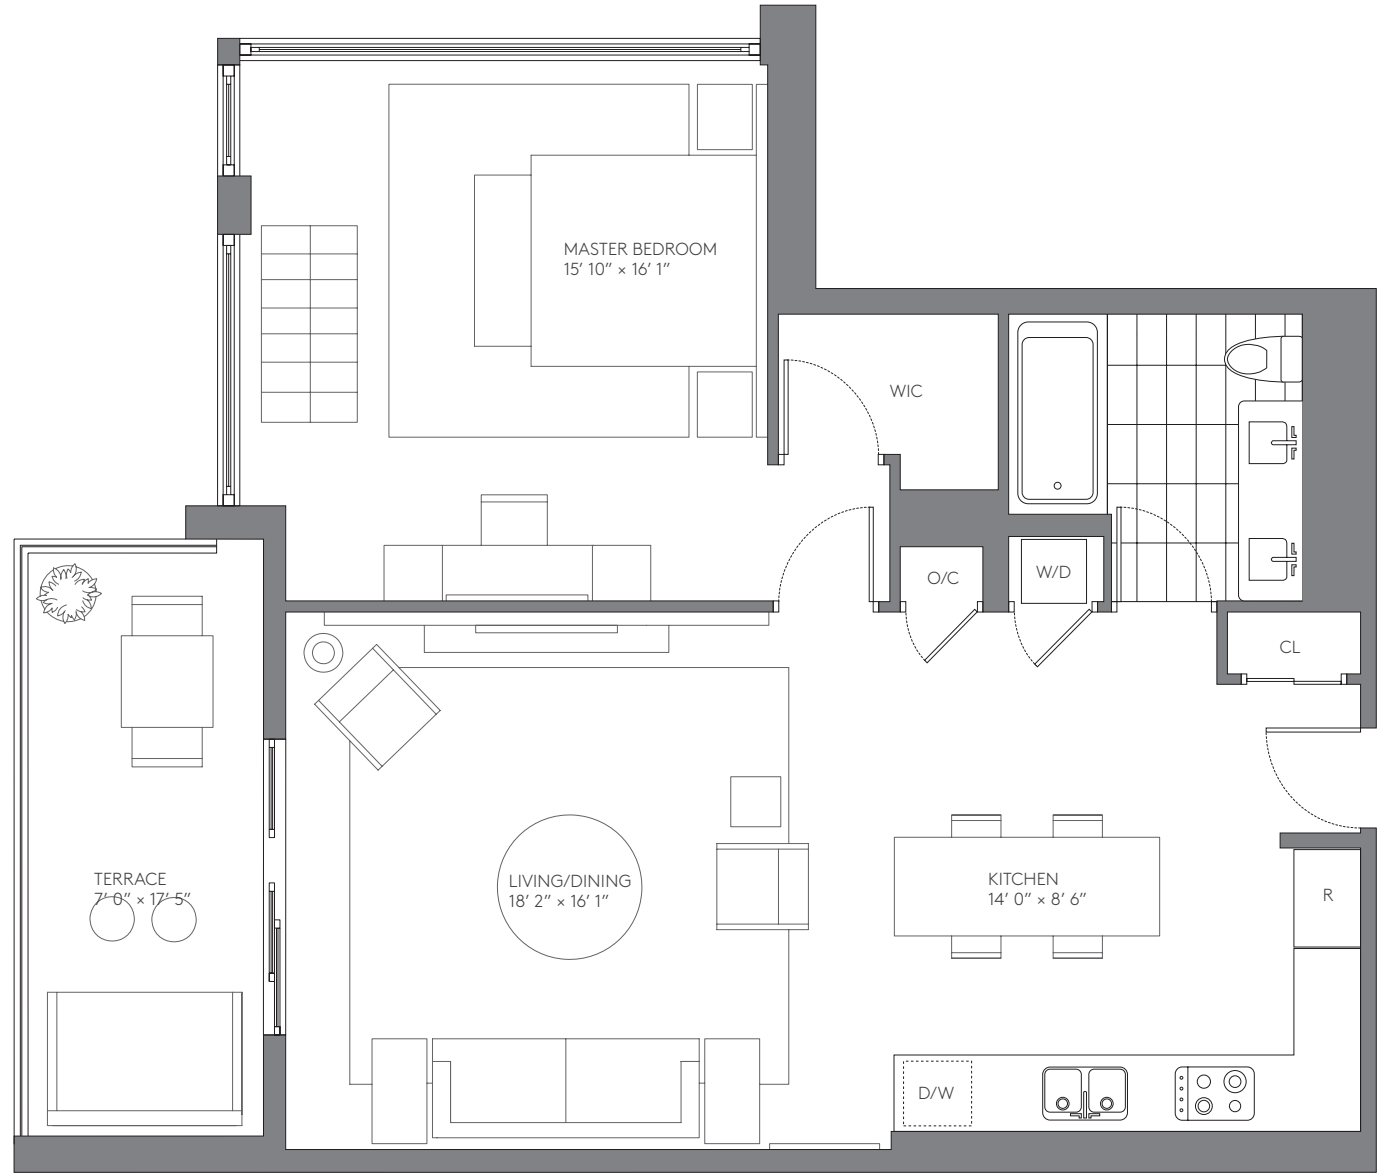 MASTER BEDROOM
15' 10" × 16' 1"
WIC
O/C
W/D
CL
TERRACE
7' 0" × 17' 5"
LIVING/DINING
18' 2" × 16' 1"
KITCHEN
14' 0" × 8' 6"
R
D/W